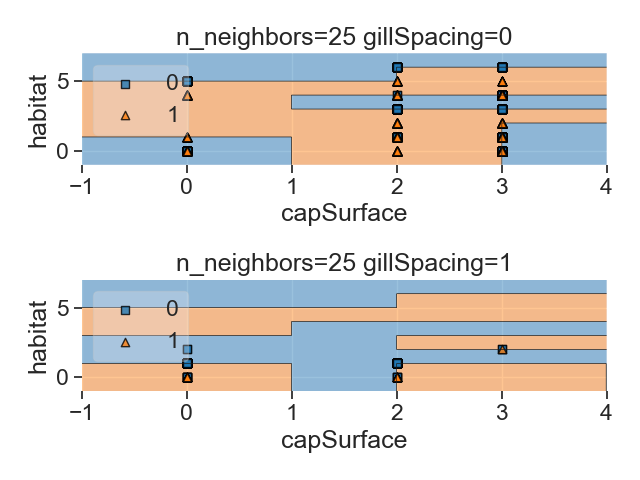 n_neighbors=25 gillSpacing=0
0
1
5
0
habitat
−1 0 1 2 3 4
capSurface
n_neighbors=25 gillSpacing=1
0
1
5
0
habitat
−1 0 1 2 3 4
capSurface